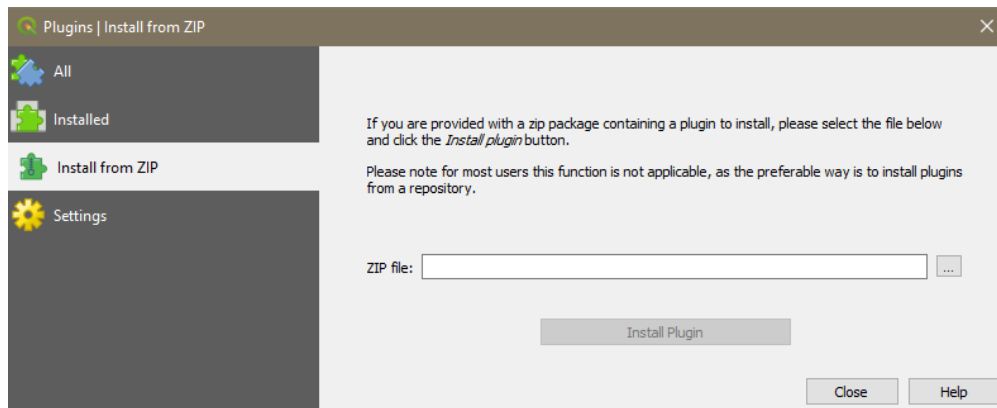 Plugins | Install from ZIP
All
Installed
Install from ZIP
Settings
If you are provided with a zip package containing a plugin to install, please select the file below
and click the Install plugin button.
Please note for most users this function is not applicable, as the preferable way is to install plugins
from a repository.
ZIP file:
...
Install Plugin
Close
Help